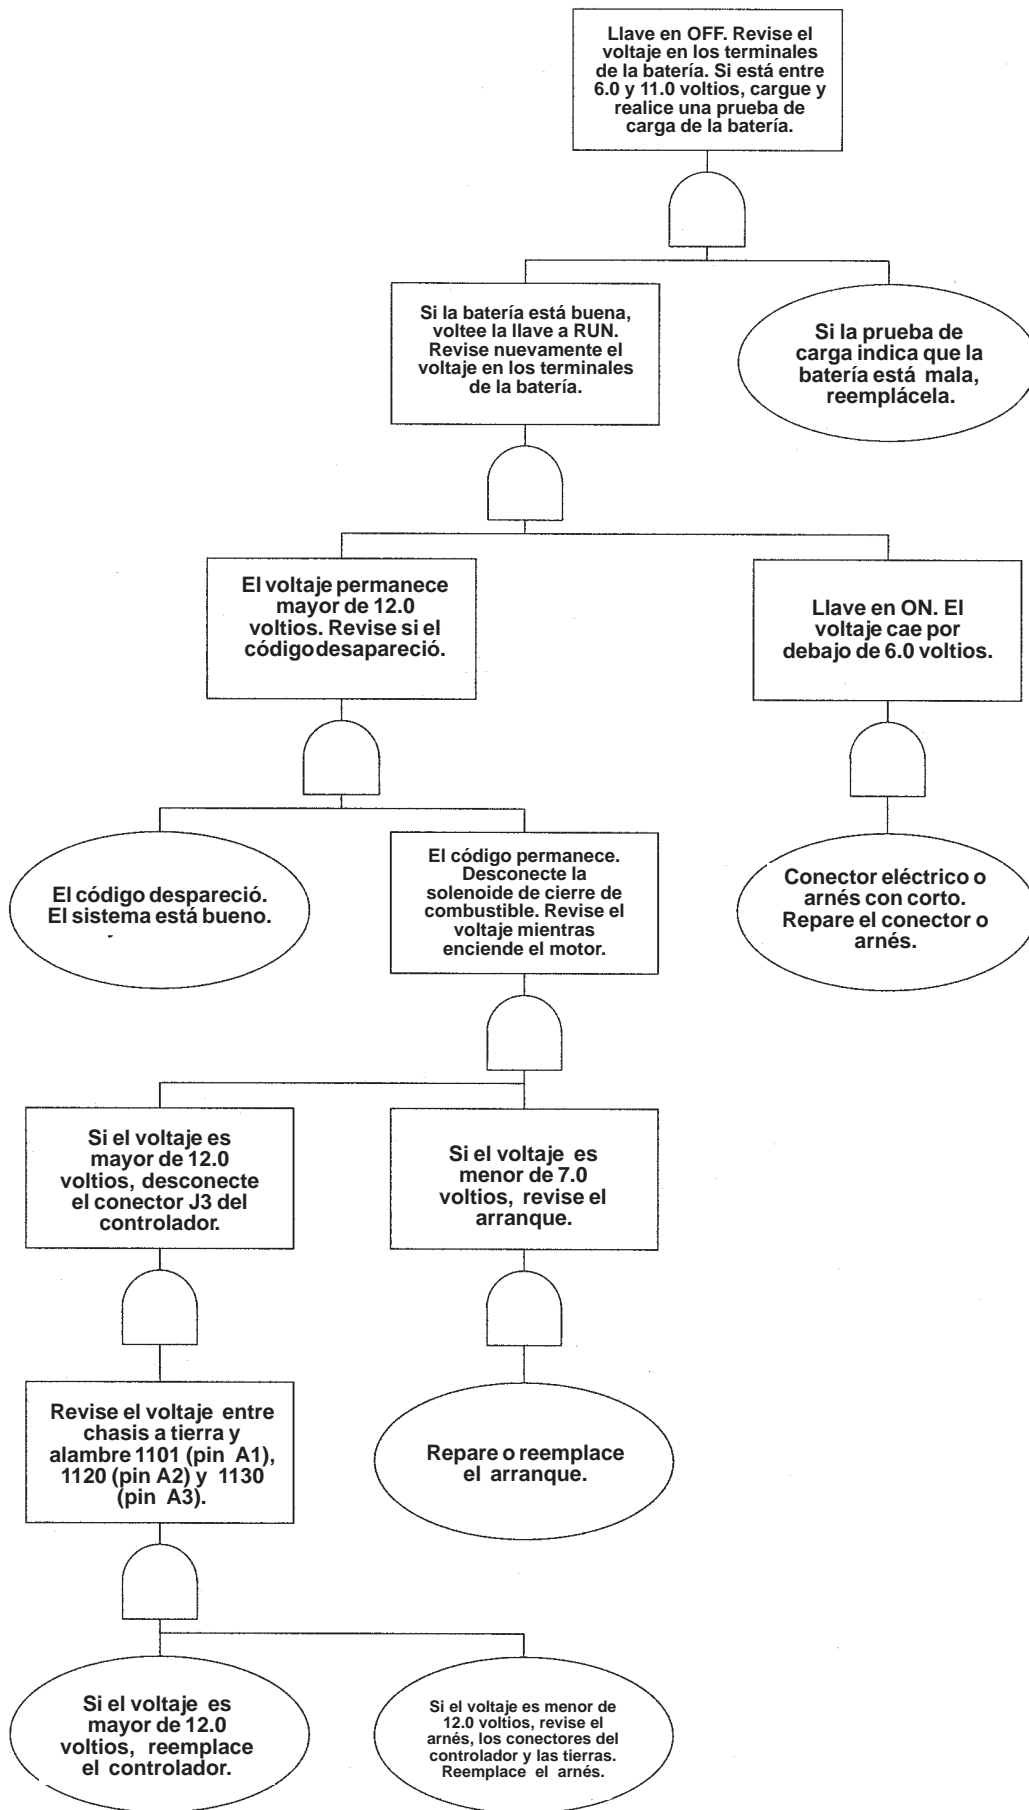 Llave en OFF. Revise el
voltaje en los terminales
de la batería. Si está entre
6.0 y 11.0 voltios, cargue y
realice una prueba de
carga de la batería.
Si la batería está buena,
voltee la llave a RUN.
Revise nuevamente el
voltaje en los terminales
de la batería.
Si la prueba de
carga indica que la
batería está mala,
reemplácela.
El voltaje permanece
mayor de 12.0
voltios. Revise si el
código desapareció.
Llave en ON. El
voltaje cae por
debajo de 6.0 voltios.
El código despareció.
El sistema está bueno.
El código permanece.
Desconecte la
solenoide de cierre de
combustible. Revise el
voltaje mientras
enciende el motor.
Conector eléctrico o
arnés con corto.
Repare el conector o
arnés.
Si el voltaje es
mayor de 12.0
voltios, desconecte
el conector J3 del
controlador.
Si el voltaje es
menor de 7.0
voltios, revise el
arranque.
Revise el voltaje entre
chasis a tierra y
alambre 1101 (pin A1),
1120 (pin A2) y 1130
(pin A3).
Repare o reemplace
el arranque.
Si el voltaje es
mayor de 12.0
voltios, reemplace
el controlador.
Si el voltaje es menor de
12.0 voltios, revise el
arnés, los conectores del
controlador y las tierras.
Reemplace el arnés.